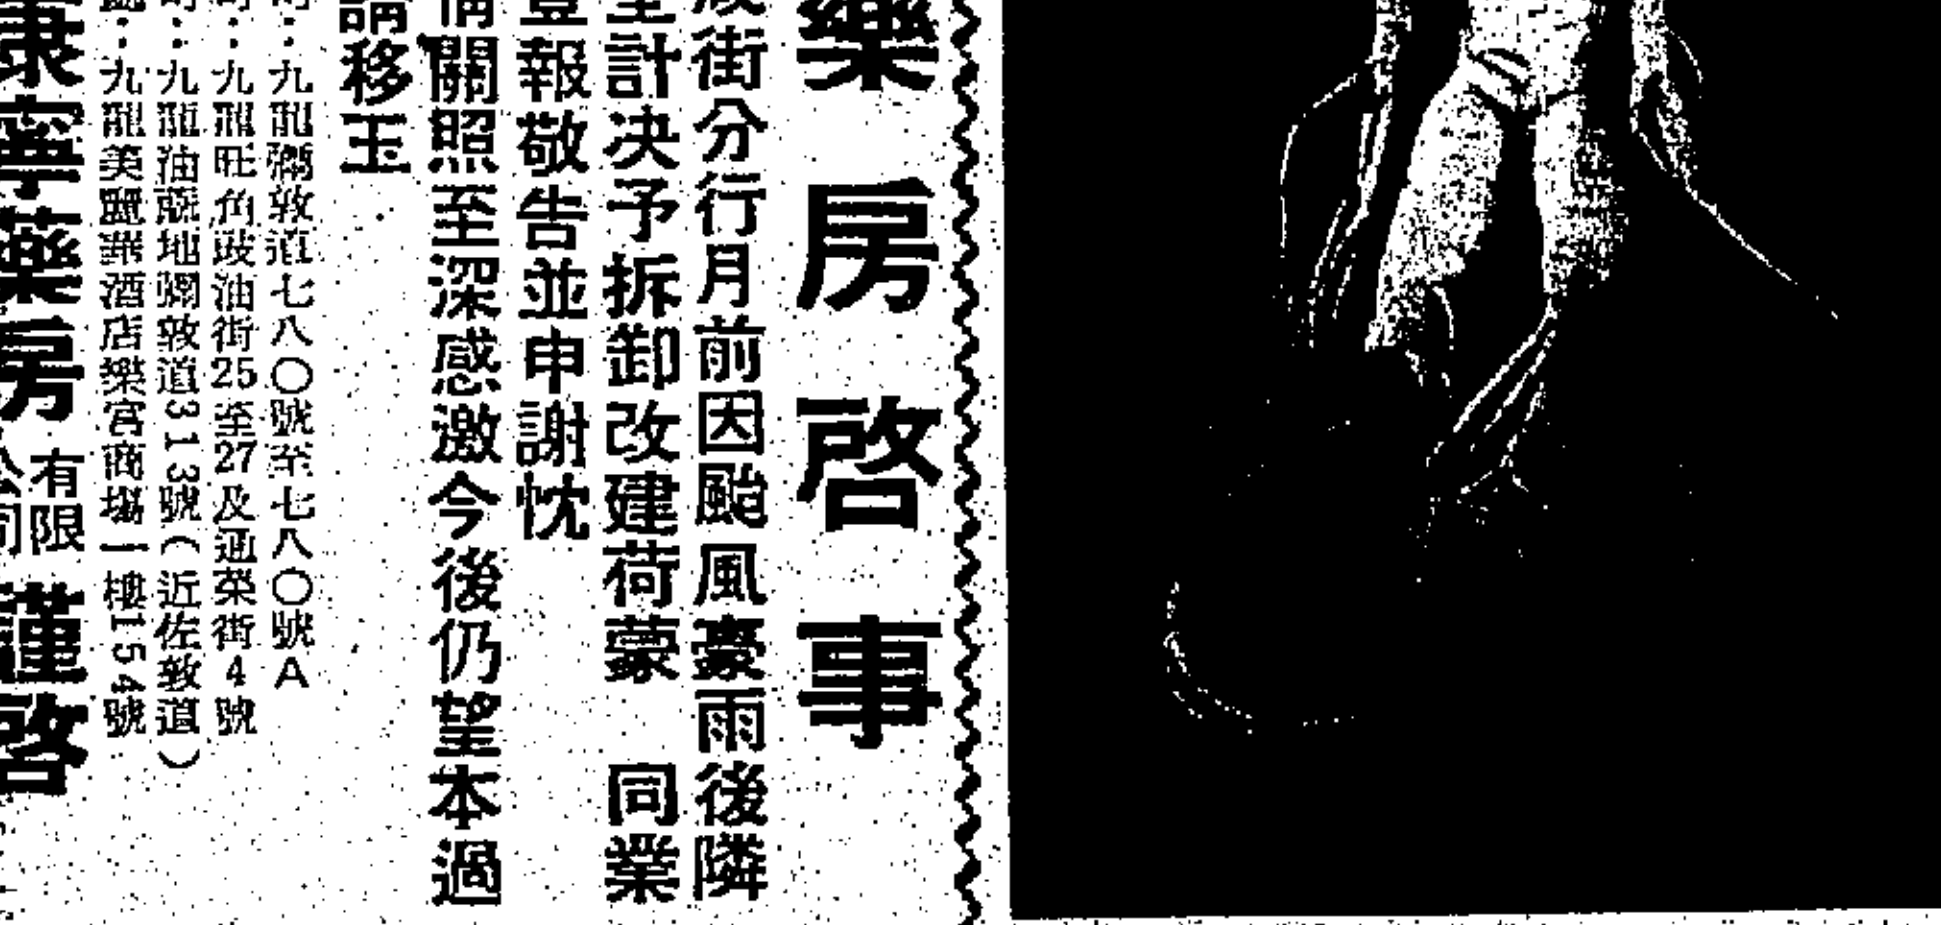 藥房啓事
街分行月前因颱風豪雨後隣
計决予拆卸改建荷蒙　同業
登報敬告並申謝忱
關照至深感激今後仍望本過
請移玉
九龍彌敦道七八〇號至七八〇號A
九龍旺角豉油街25至27及通菜街4號
九龍油蔴地彌敦道313號(近佐敦道)
九龍美麗華酒店樂宮商塲一樓154號
康寧藥房有限公司謹啓